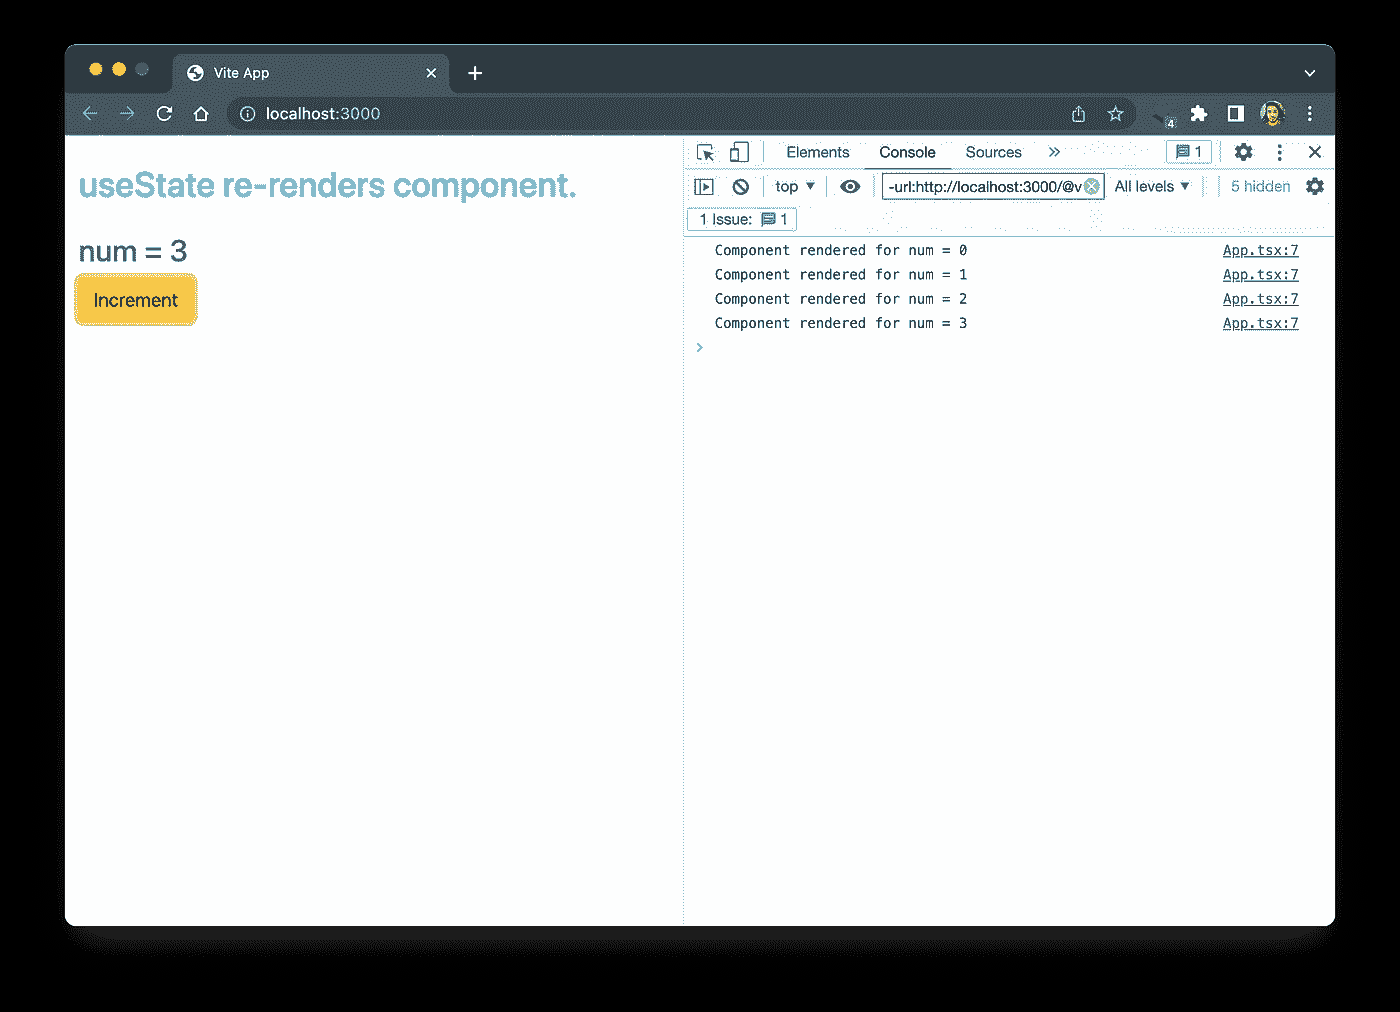 Vite App
localhost:3000
4
useState re-renders component.
num = 3
Increment
Elements Console Sources 1
top -url:http://localhost:3000/@v All levels 5 hidden
1 Issue: 1
Component rendered for num = 0 App.tsx:7
Component rendered for num = 1 App.tsx:7
Component rendered for num = 2 App.tsx:7
Component rendered for num = 3 App.tsx:7